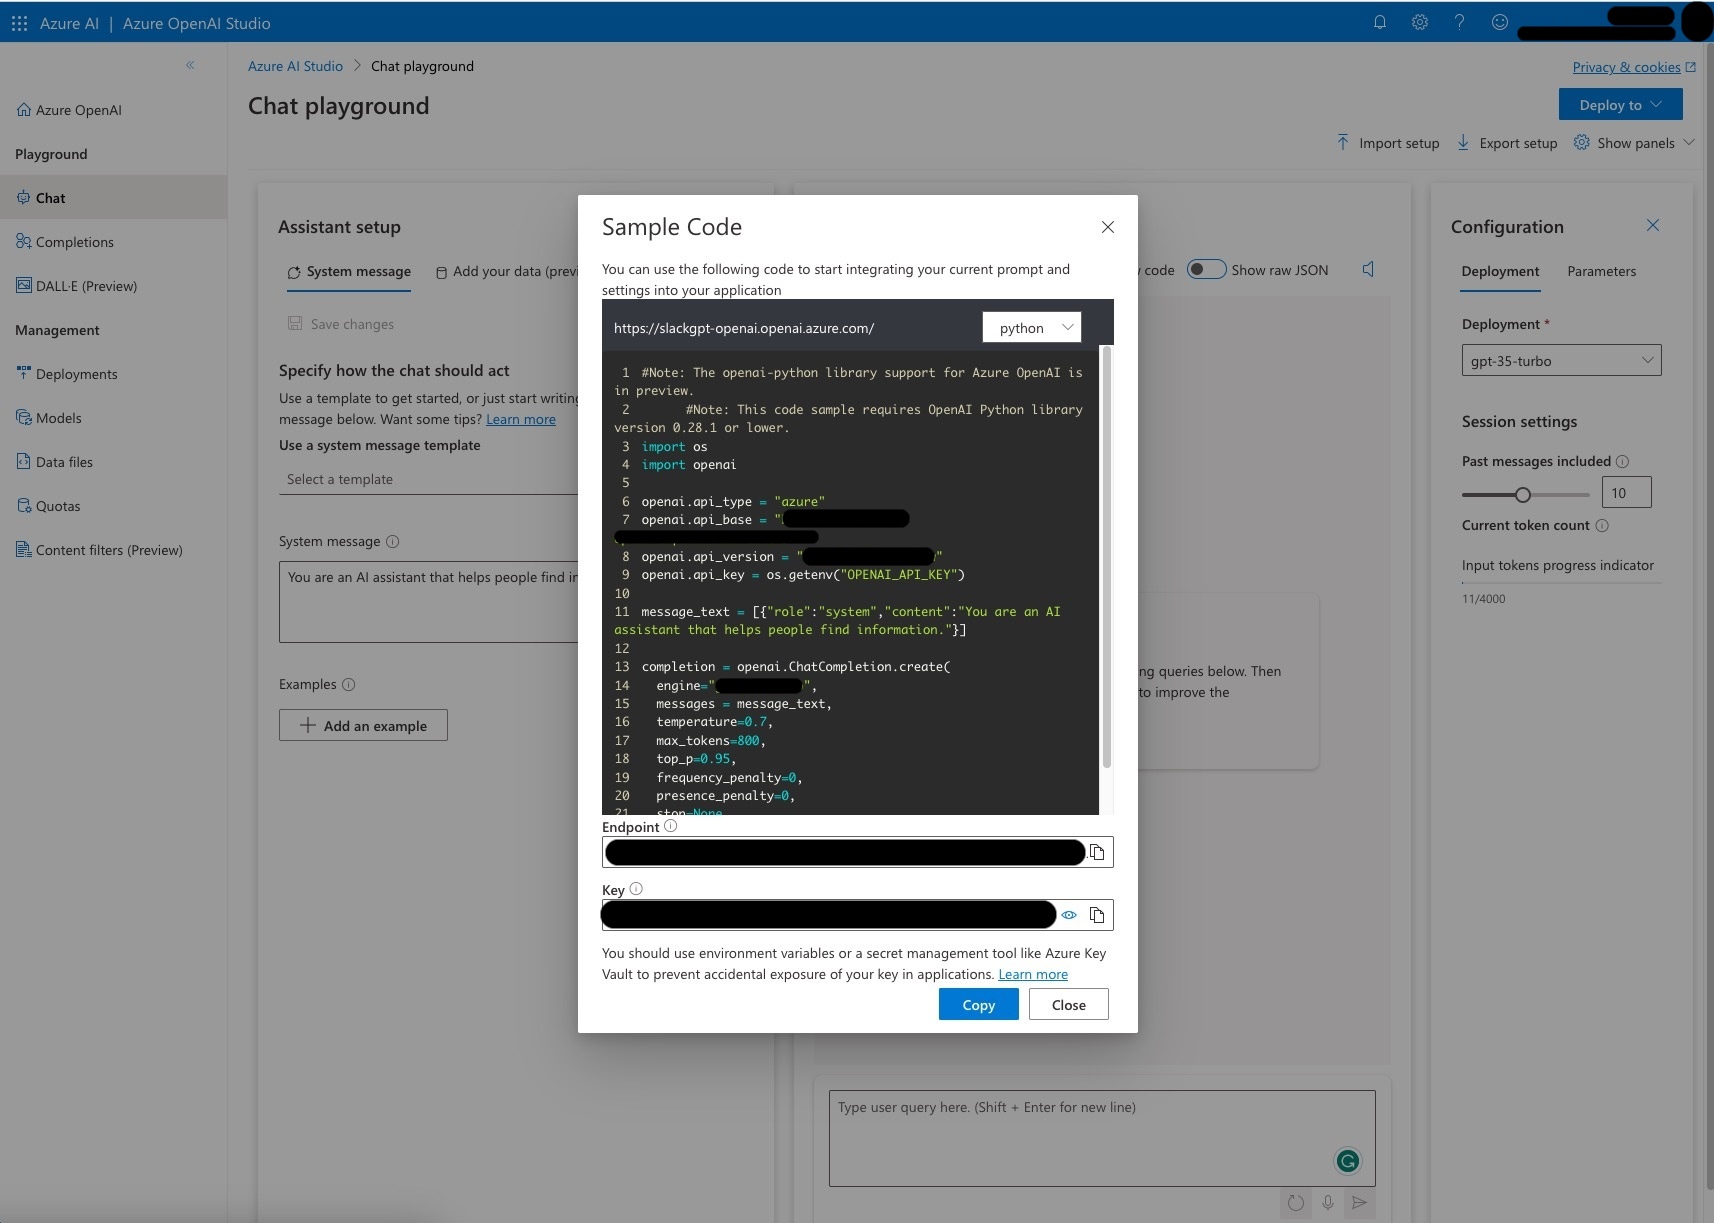 Azure AI | Azure OpenAI Studio
Azure AI Studio > Chat playground
Privacy & cookies
Chat playground
Deploy to
Import setup
Export setup
Show panels
Azure OpenAI
Playground
Chat
Completions
DALL·E (Preview)
Management
Deployments
Models
Data files
Quotas
Content filters (Preview)
Assistant setup
System message
Add your data (previ
Save changes
Specify how the chat should act
Use a template to get started, or just start writing
message below. Want some tips? Learn more
Use a system message template
Select a template
System message
You are an AI assistant that helps people find in
Examples
Add an example
Sample Code
You can use the following code to start integrating your current prompt and
settings into your application
https://slackgpt-openai.openai.azure.com/
python
1 #Note: The openai-python library support for Azure OpenAI is
in preview.
2 #Note: This code sample requires OpenAI Python library
version 0.28.1 or lower.
3 import os
4 import openai
5
6 openai.api_type = "azure"
7 openai.api_base = "
8 openai.api_version = "
"
9 openai.api_key = os.getenv("OPENAI_API_KEY")
10
11 message_text = [{"role":"system","content":"You are an AI
assistant that helps people find information."}]
12
13 completion = openai.ChatCompletion.create(
14 engine=" ",
15 messages = message_text,
16 temperature=0.7,
17 max_tokens=800,
18 top_p=0.95,
19 frequency_penalty=0,
20 presence_penalty=0,
21 stop=None
Endpoint
Key
You should use environment variables or a secret management tool like Azure Key
Vault to prevent accidental exposure of your key in applications. Learn more
Copy
Close
code
Show raw JSON
ng queries below. Then
to improve the
Type user query here. (Shift + Enter for new line)
Configuration
Deployment
Parameters
Deployment *
gpt-35-turbo
Session settings
Past messages included
10
Current token count
Input tokens progress indicator
11/4000